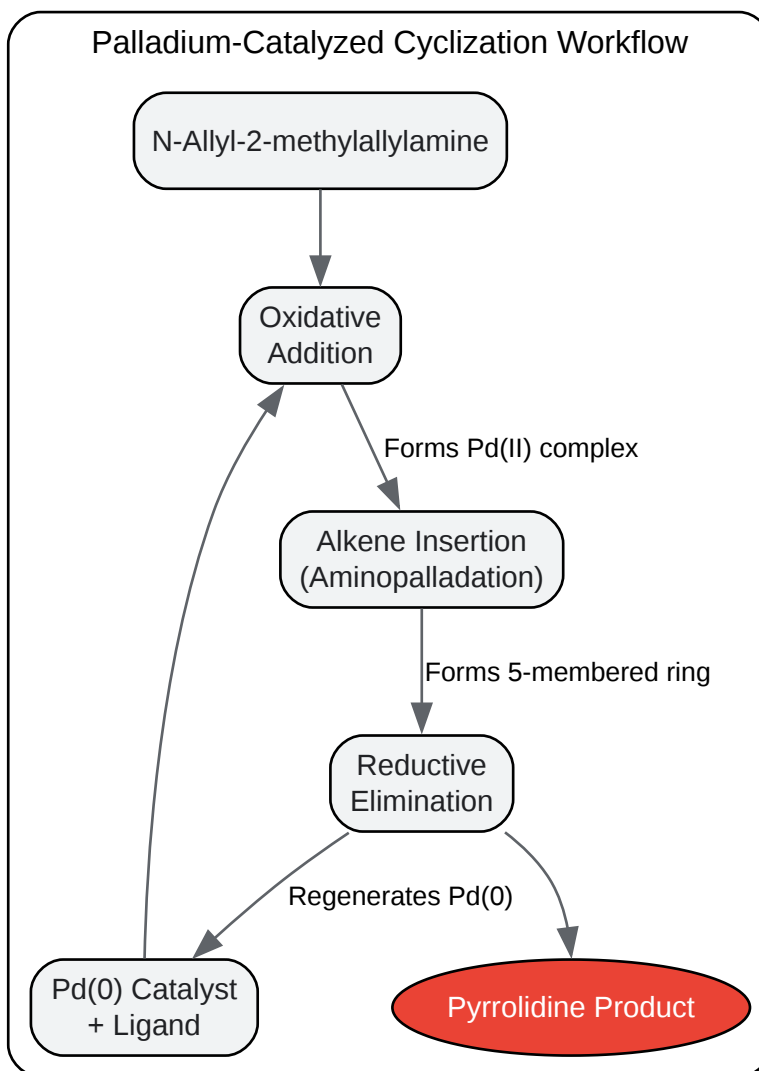 Palladium-Catalyzed Cyclization Workflow
N-Allyl-2-methylallylamine
Oxidative
Addition
Forms Pd(II) complex
Alkene Insertion
(Aminopalladation)
Forms 5-membered ring
Reductive
Elimination
Regenerates Pd(0)
Pd(0) Catalyst
+ Ligand
Pyrrolidine Product